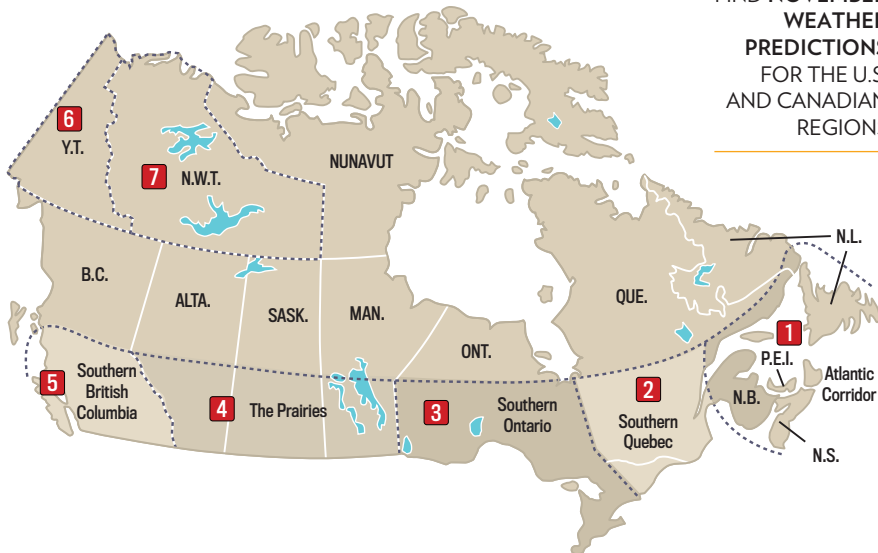 NOVEMBER
WEATHER
PREDICTIONS
FOR THE U.S
AND CANADIAN
REGION
6
Y.T.
7
N.W.T.
NUNAVUT
N.L.
B.C.
ALTA.
SASK.
MAN.
ONT.
QUE.
1
P.E.I.
Atlantic
Corridor
N.B.
N.S.
5
Southern
British
Columbia
4
The Prairies
3
Southern
Ontario
2
Southern
Quebec